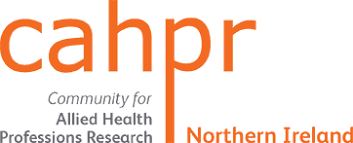 cahpr
Community for
Allied Health
Professions Research
Northern Ireland